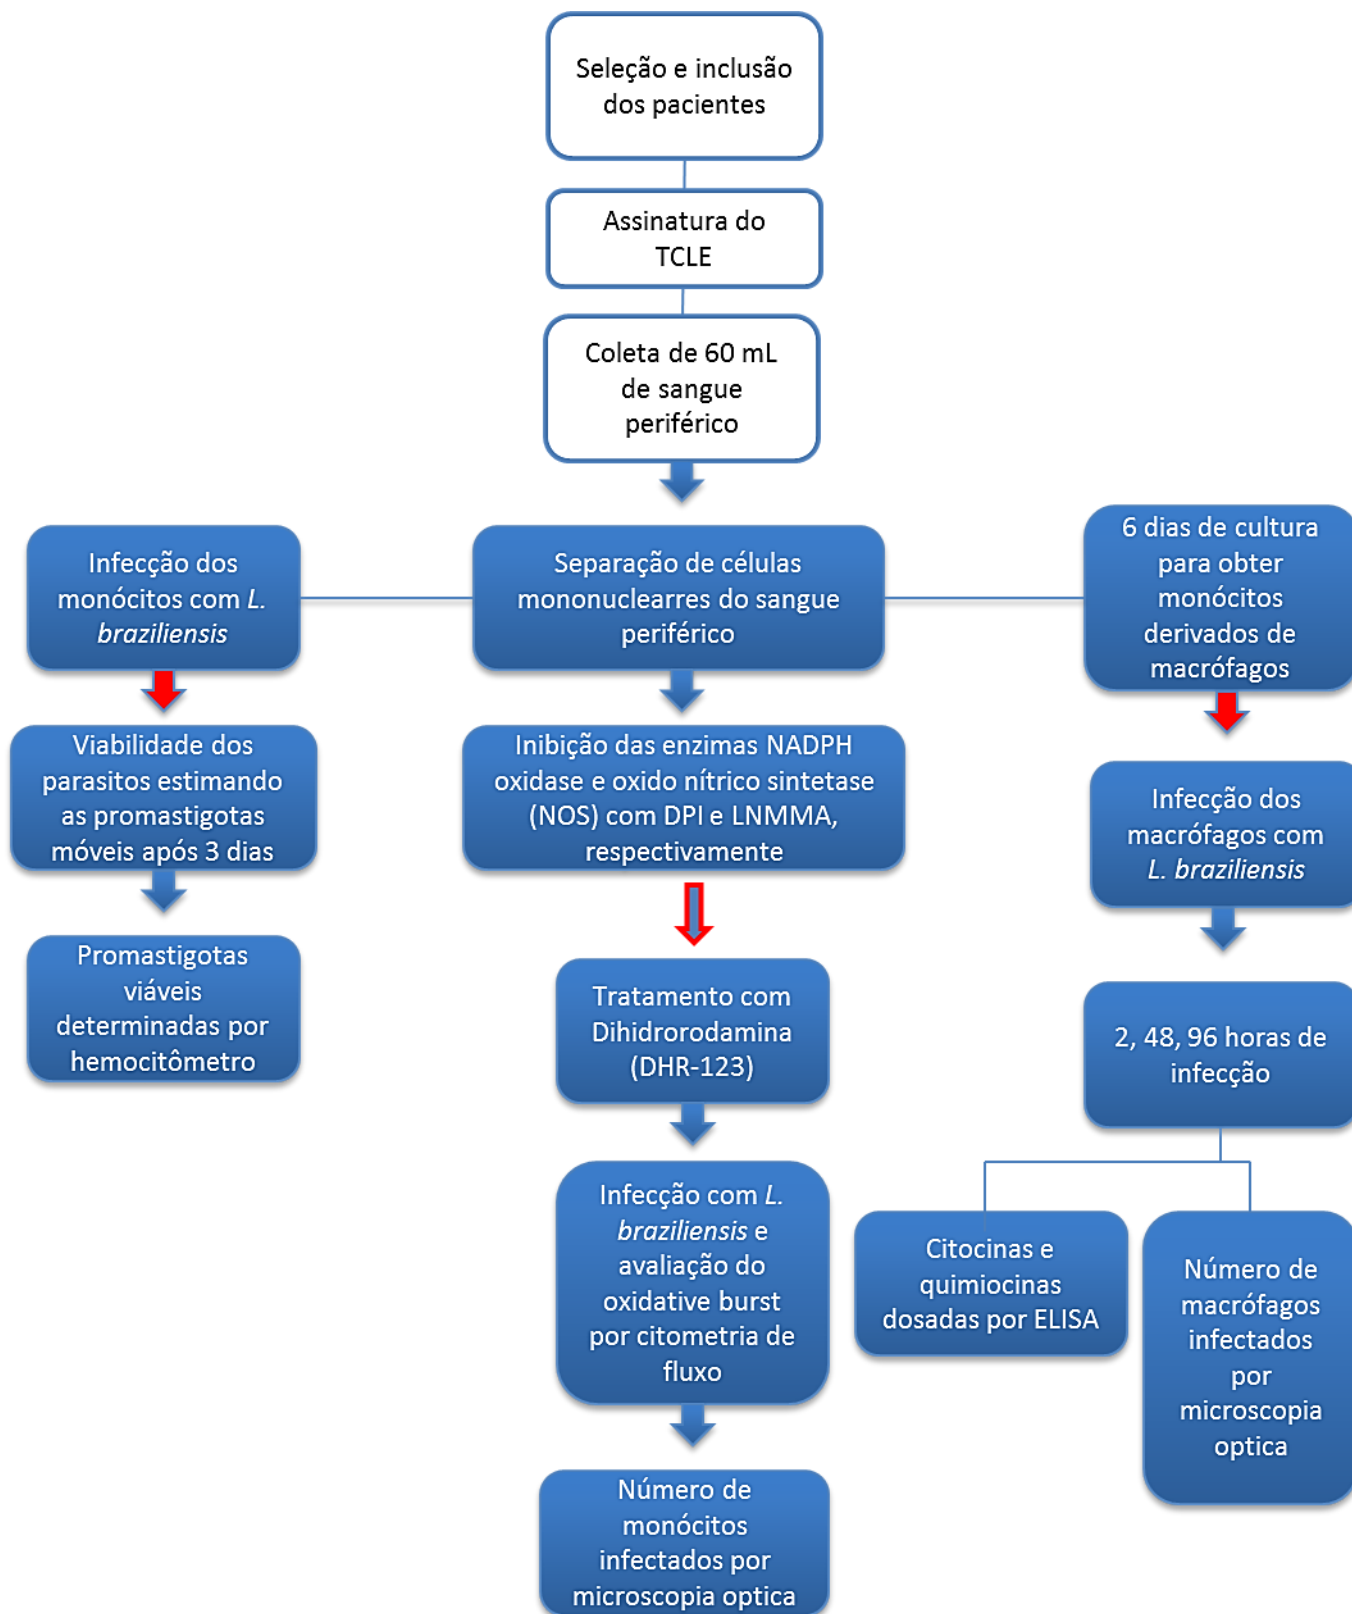 Seleção e inclusão
dos pacientes
Assinatura do
TCLE
Coleta de 60 mL
de sangue
periférico
Infecção dos
monócitos com L.
braziliensis
Separação de células
mononuclearres do sangue
periférico
6 dias de cultura
para obter
monócitos
derivados de
macrófagos
Viabilidade dos
parasitos estimando
as promastigotas
móveis após 3 dias
Inibição das enzimas NADPH
oxidase e oxido nítrico sintetase
(NOS) com DPI e LNMMA,
respectivamente
Infecção dos
macrófagos com
L. braziliensis
Promastigotas
viáveis
determinadas por
hemocitômetro
Tratamento com
Dihidrorodamina
(DHR-123)
2, 48, 96 horas de
infecção
Infecção com L.
braziliensis e
avaliação do
oxidative burst
por citometria de
fluxo
Citocinas e
quimiocinas
dosadas por ELISA
Número de
macrófagos
infectados
por
microscopia
optica
Número de
monócitos
infectados por
microscopia optica